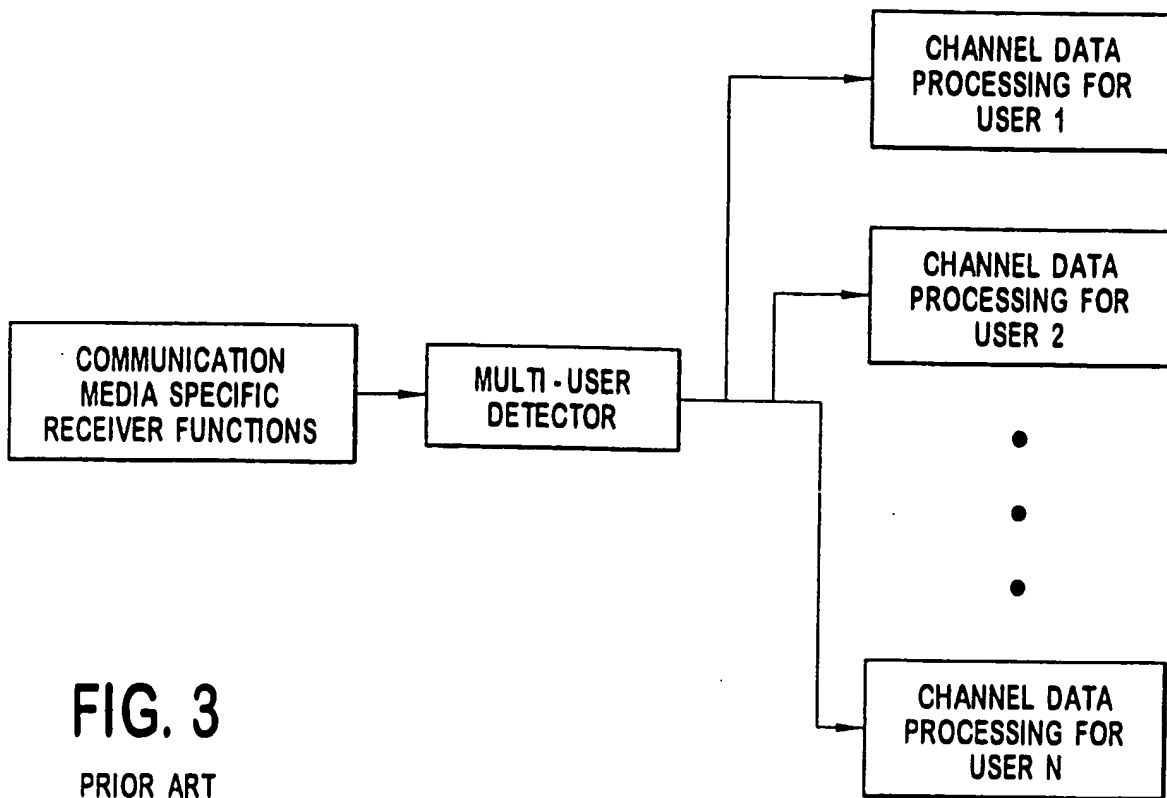 CHANNEL DATA
PROCESSING FOR
USER 1
CHANNEL DATA
PROCESSING FOR
USER 2
COMMUNICATION
MEDIA SPECIFIC
RECEIVER FUNCTIONS
MULTI-USER
DETECTOR
CHANNEL DATA
PROCESSING FOR
USER N
FIG. 3
PRIOR ART